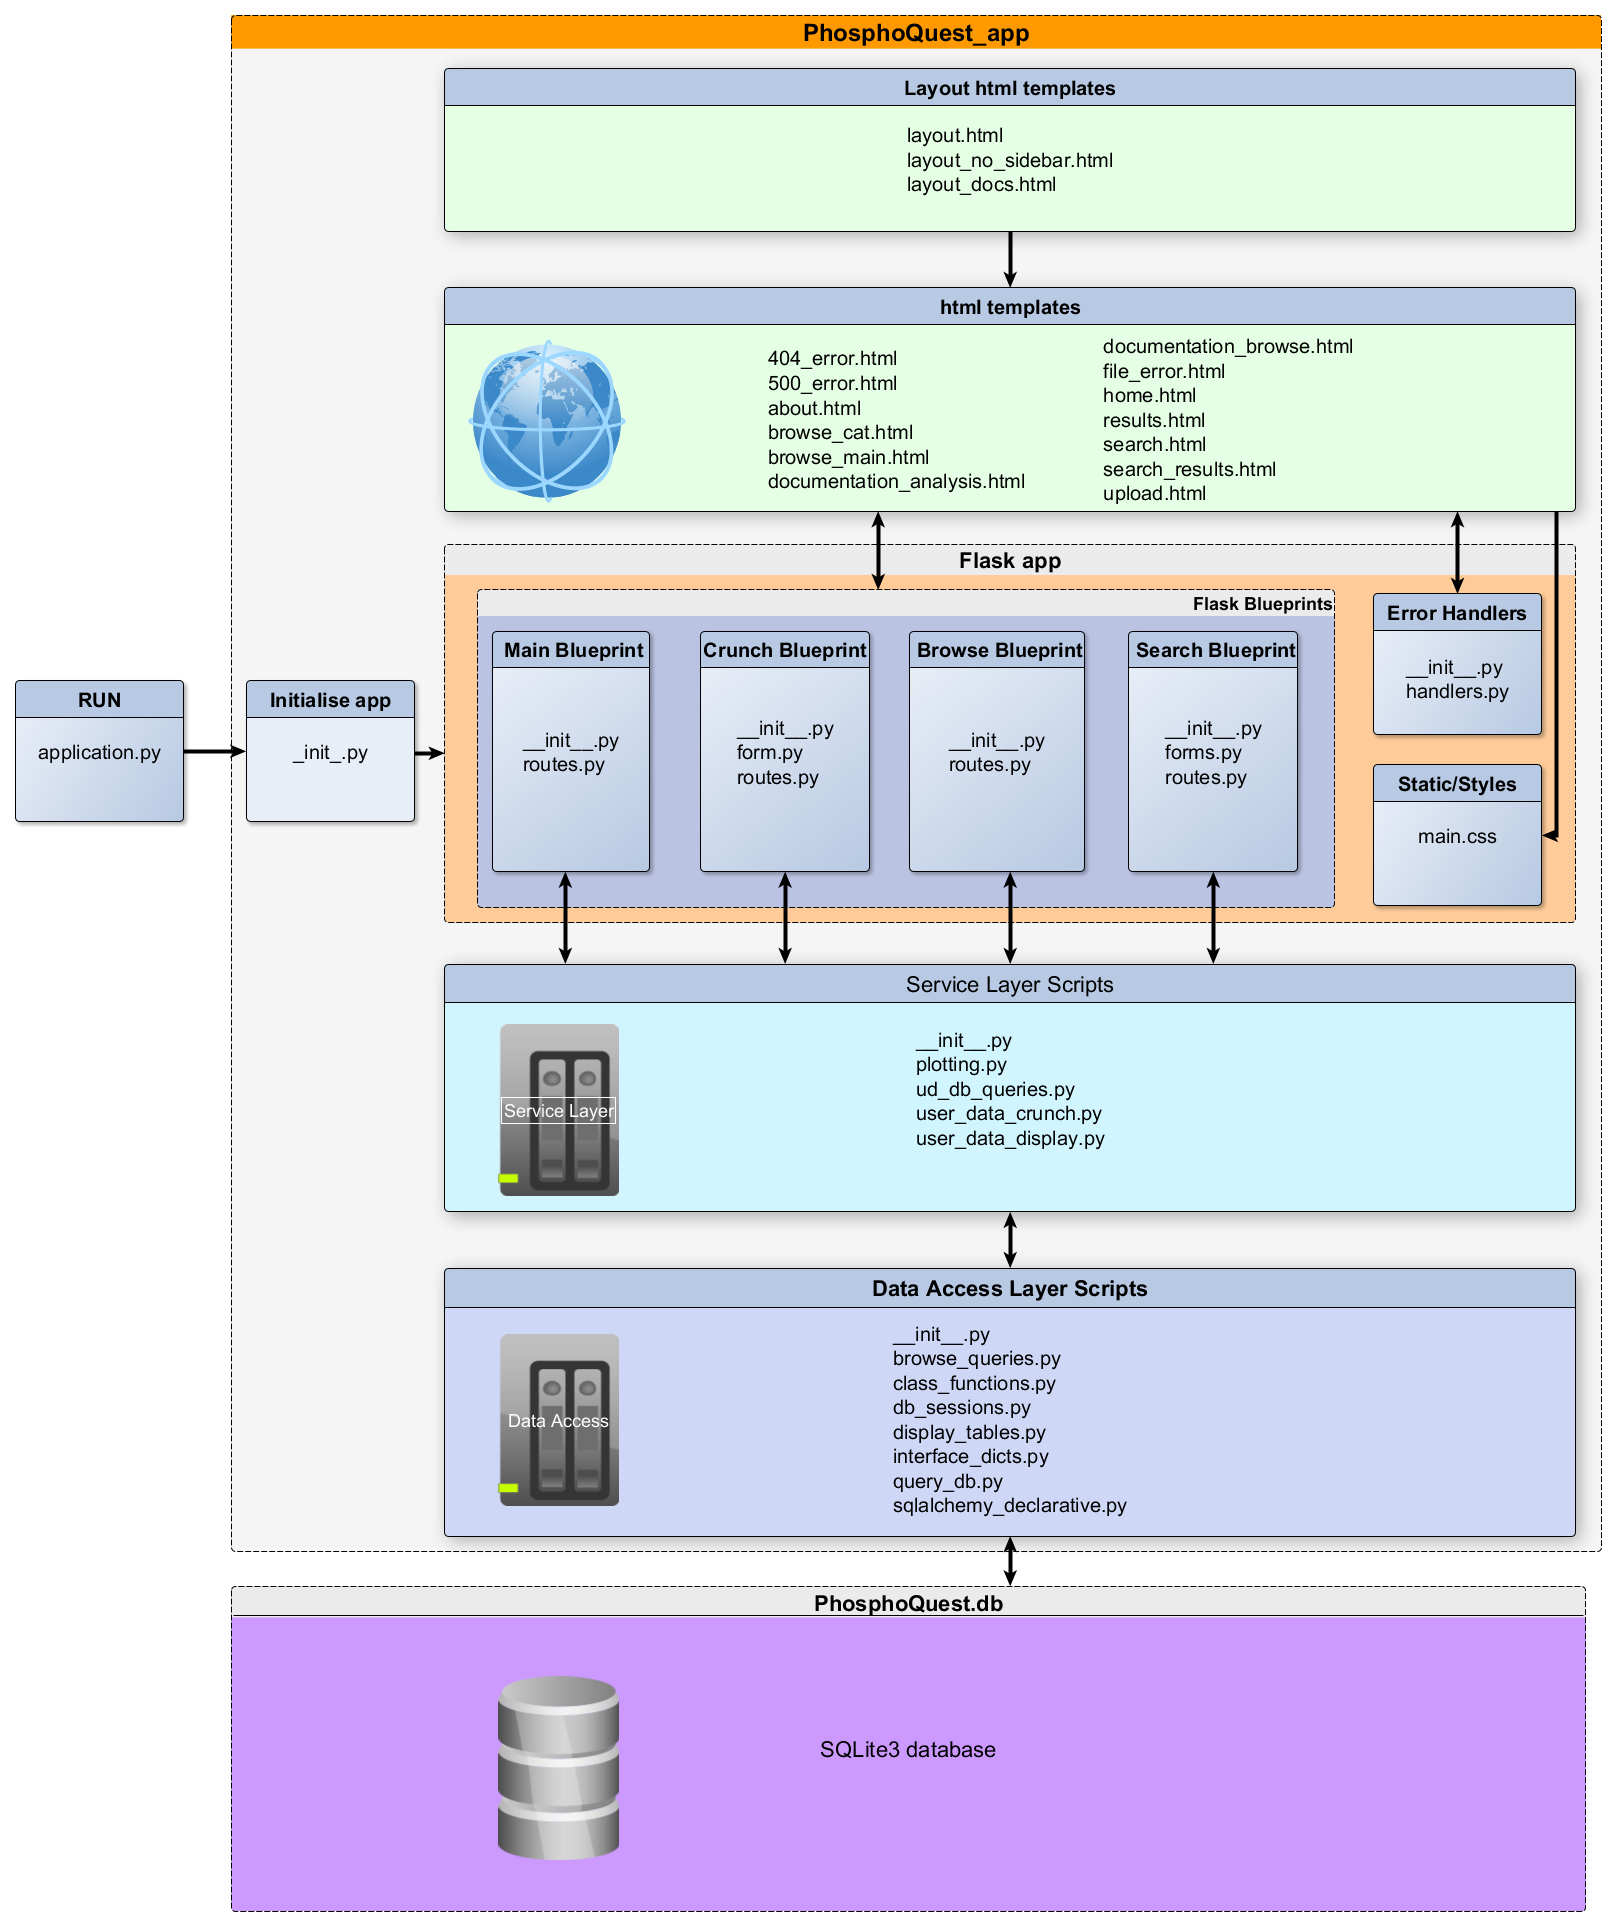 PhosphoQuest_app
Layout html templates
layout.html
layout_no_sidebar.html
layout_docs.html
html templates
404_error.html
500_error.html
about.html
browse_cat.html
browse_main.html
documentation_analysis.html
documentation_browse.html
file_error.html
home.html
results.html
search.html
search_results.html
upload.html
Flask app
Flask Blueprints
Main Blueprint
__init__.py
routes.py
Crunch Blueprint
__init__.py
form.py
routes.py
Browse Blueprint
__init__.py
routes.py
Search Blueprint
__init__.py
forms.py
routes.py
Error Handlers
__init__.py
handlers.py
Static/Styles
main.css
RUN
application.py
Initialise app
_init_.py
Service Layer Scripts
Service Layer
__init__.py
plotting.py
ud_db_queries.py
user_data_crunch.py
user_data_display.py
Data Access Layer Scripts
Data Access
__init__.py
browse_queries.py
class_functions.py
db_sessions.py
display_tables.py
interface_dicts.py
query_db.py
sqlalchemy_declarative.py
PhosphoQuest.db
SQLite3 database